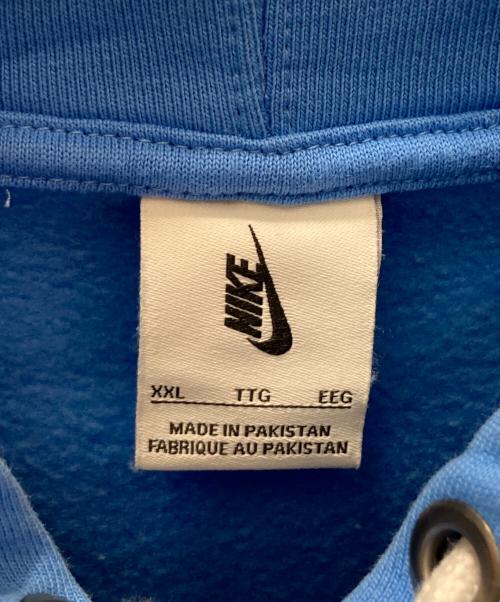 NIKE
XXL TTG EEG
MADE IN PAKISTAN
FABRIQUE AU PAKISTAN